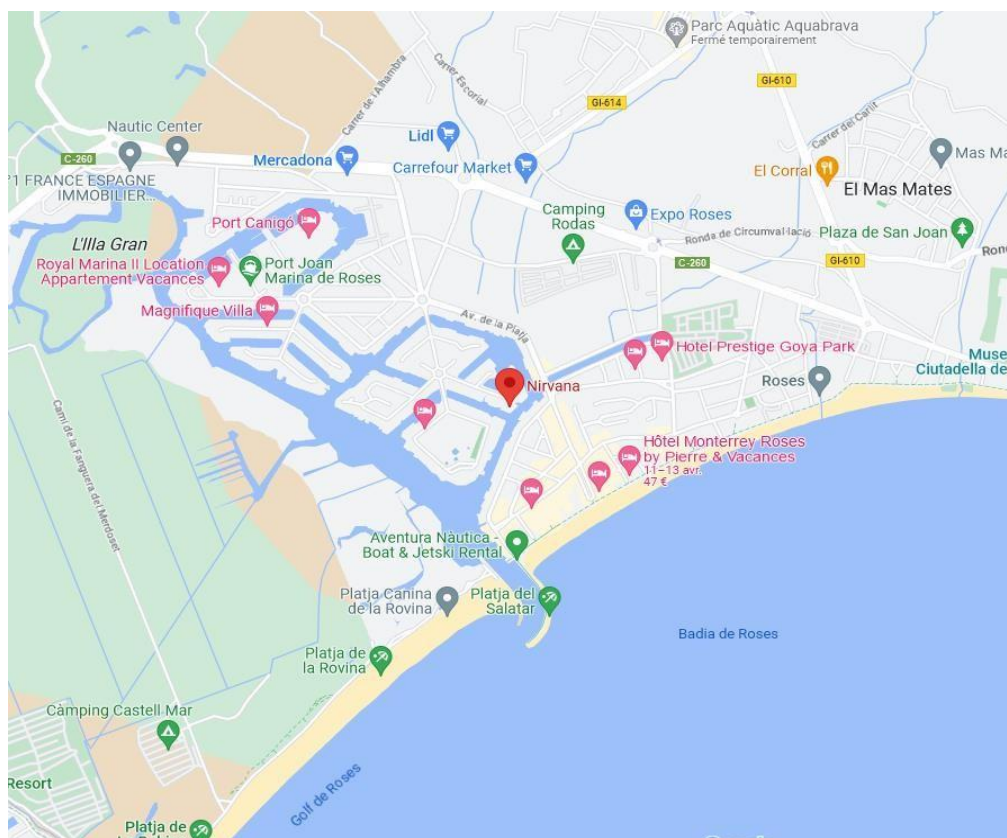 Parc Aquàtic Aquabrava
Fermé temporairement
Carrer de l'Alhambra
Carrer Escorial
GI-614
GI-610
Carrer del Carlit
Nautic Center
C-260
Lidl
Mercadona
Carrefour Market
El Corral
Mas Ma
El Mas Mates
°1 FRANCE ESPAGNE
IMMOBILIER...
Port Canigó
Camping
Rodas
Expo Roses
Ronda de Circumval·lació
Plaza de San Joan
Rond
L'Illa Gran
Royal Marina II Location
Appartement Vacances
Port Joan
Marina de Roses
C-260
GI-610
Magnifique Villa
Av. de la Platja
Hotel Prestige Goya Park
Muse
Ciutadella de
Roses
Nirvana
Camí de la Fanguera del Merdoset
Hôtel Monterrey Roses
by Pierre & Vacances
11–13 avr.
47 €
Aventura Nàutica -
Boat & Jetski Rental
Platja Canina
de la Rovina
Platja del
Salatar
Badia de Roses
Platja de
la Rovina
Càmping Castell Mar
Resort
Golf de Roses
Platja de